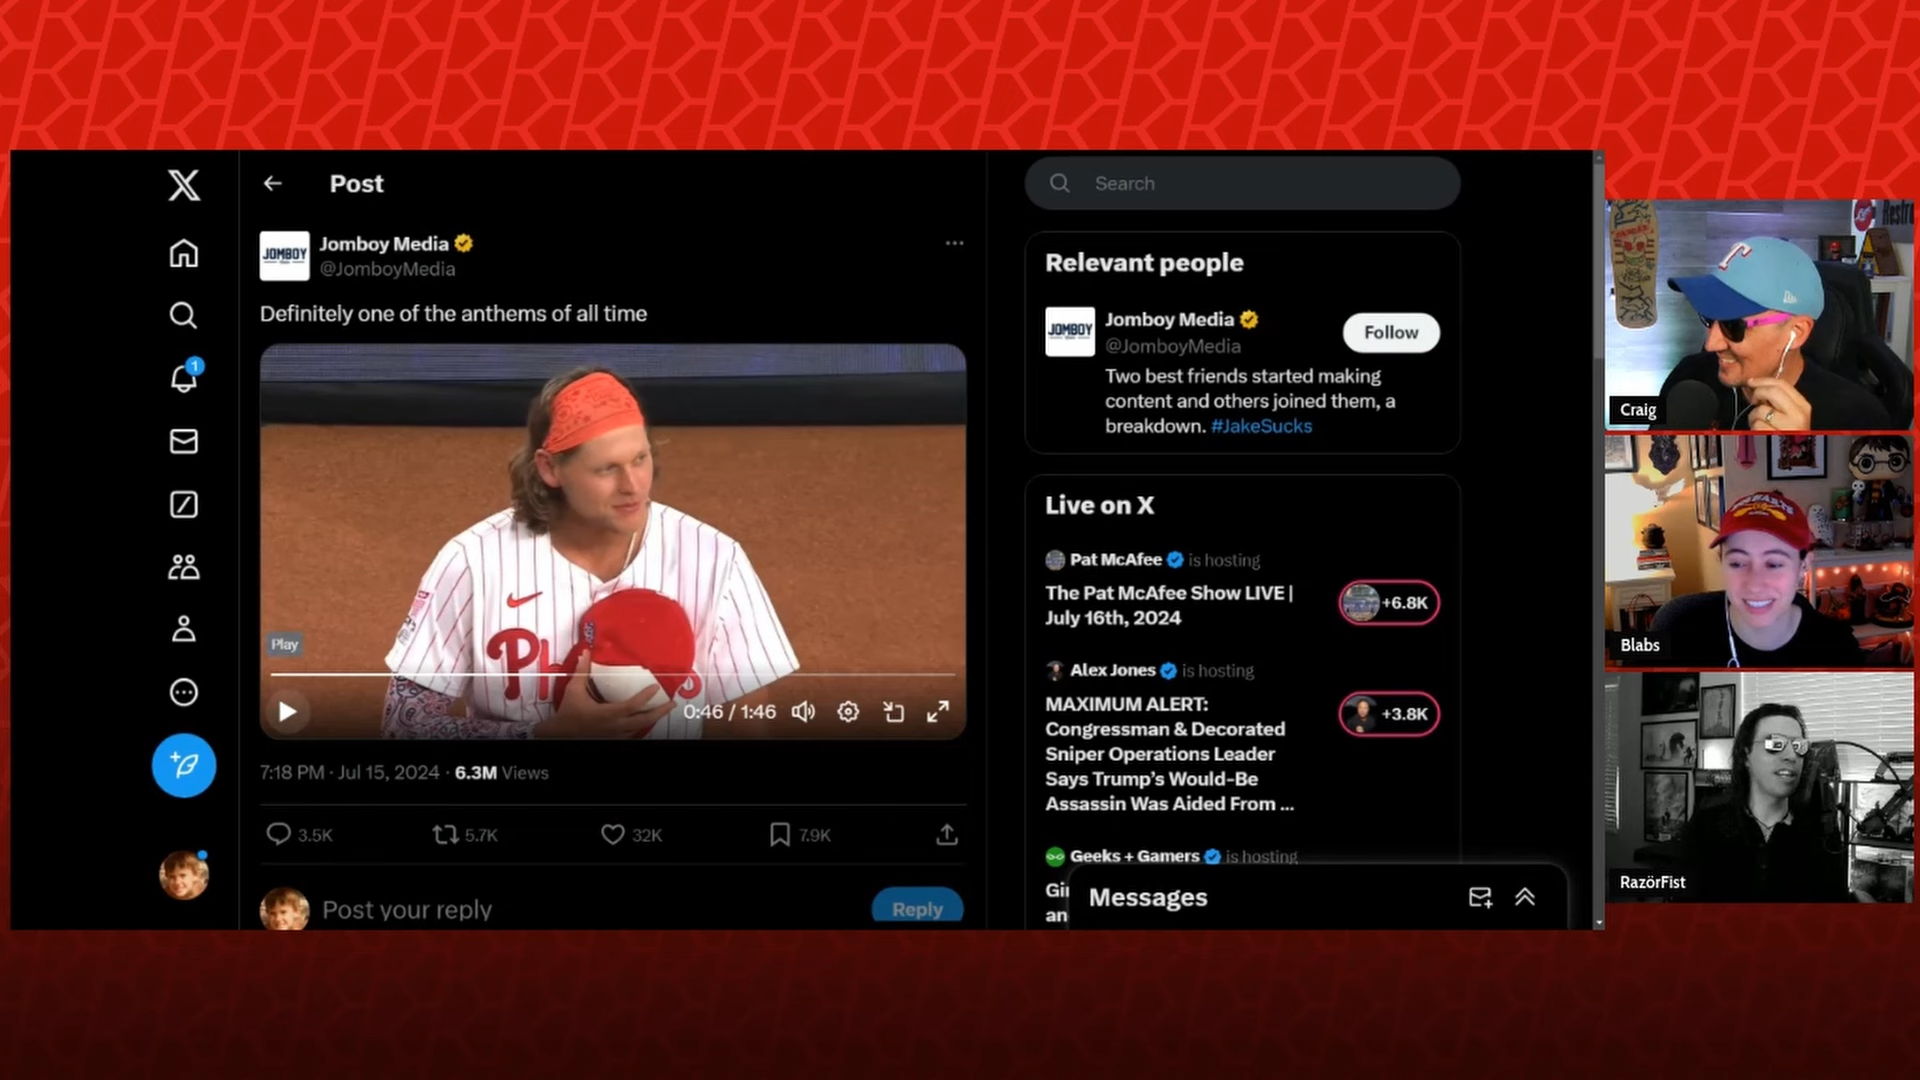 Post
Search
JOMBOY
Jomboy Media
@JomboyMedia
Definitely one of the anthems of all time
Play
0:46 / 1:46
7:18 PM · Jul 15, 2024 · 6.3M Views
3.5K
5.7K
32K
7.9K
Post your reply
Reply
1
Relevant people
JOMBOY
Jomboy Media
@JomboyMedia
Follow
Two best friends started making
content and others joined them, a
breakdown. #JakeSucks
Live on X
Pat McAfee is hosting
The Pat McAfee Show LIVE |
July 16th, 2024
+6.8K
Alex Jones is hosting
MAXIMUM ALERT:
Congressman & Decorated
Sniper Operations Leader
Says Trump's Would-Be
Assassin Was Aided From ...
+3.8K
Geeks + Gamers is hosting
Messages
Craig
Blabs
RazörFist